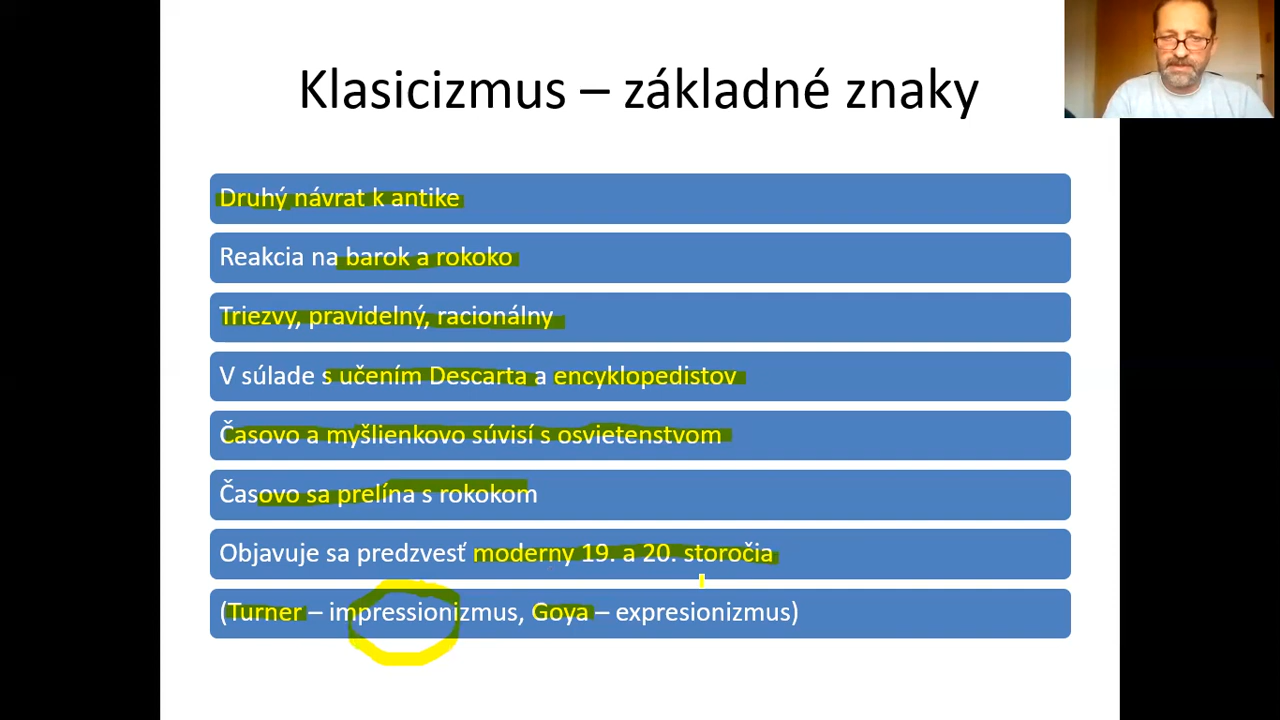 Klasicizmus – základné znaky
Druhý návrat k antike
Reakcia na barok a rokoko
Triezvy, pravidelný, racionálny
V súlade s učením Descarta a encyklopedistov
Časovo a myšlienkovo súvisí s osvietenstvom
Časovo sa prelína s rokokom
Objavuje sa predzvesť moderny 19. a 20. storočia
(Turner – impressionizmus, Goya – expresionizmus)